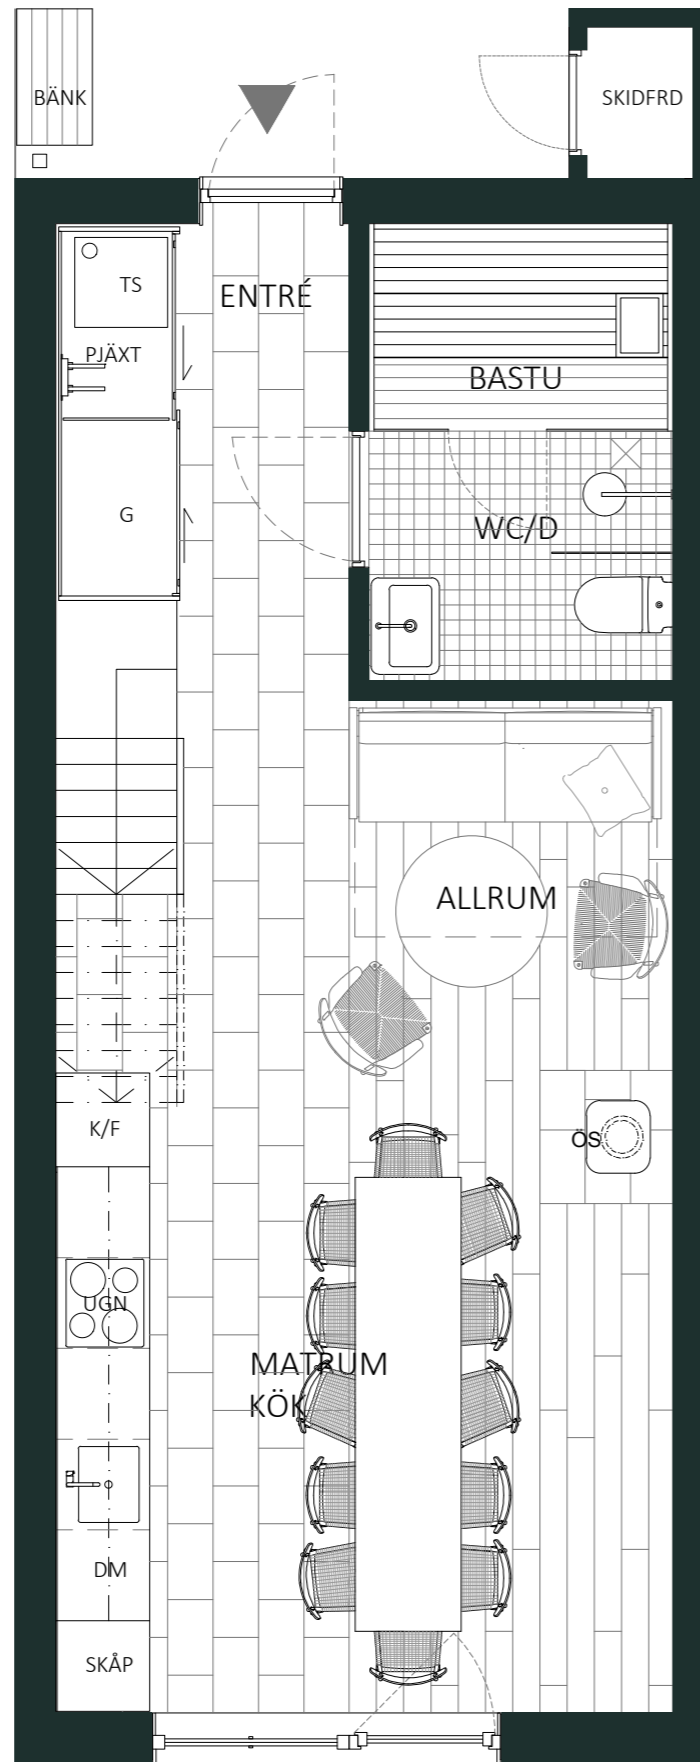 BÄNK
SKIDFRD
TS
ENTRÉ
PJÄXT
BASTU
G
WC/D
ALLRUM
K/F
ÖS
UGN
MATRUM
KÖK
DM
SKÅP